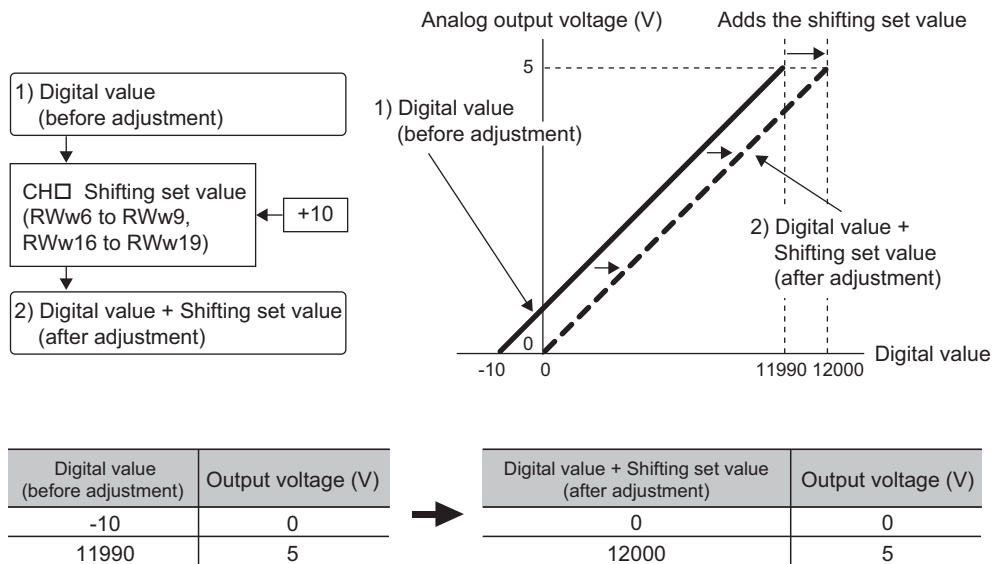 1) Digital value
(before adjustment)
CH□ Shifting set value
(RWw6 to RWw9,
RWw16 to RWw19)
+10
2) Digital value + Shifting set value
(after adjustment)
Analog output voltage (V)
Adds the shifting set value
5
1) Digital value
(before adjustment)
2) Digital value +
Shifting set value
(after adjustment)
0
Digital value
-10 0 11990 12000
Digital value
(before adjustment)
Output voltage (V)
-10 0
11990 5
Digital value + Shifting set value
(after adjustment)
Output voltage (V)
0 0
12000 5